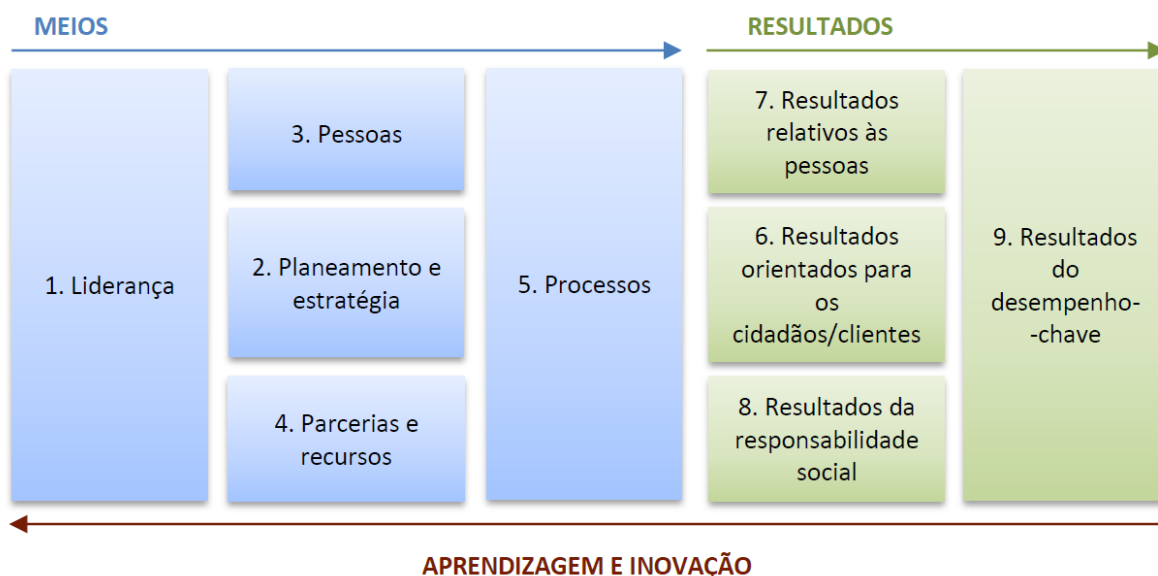 MEIOS
RESULTADOS
1. Liderança
3. Pessoas
2. Planeamento e
estratégia
4. Parcerias e
recursos
5. Processos
7. Resultados
relativos às
pessoas
6. Resultados
orientados para
os
cidadãos/clientes
8. Resultados da
responsabilidade
social
9. Resultados
do
desempenho-
-chave
APRENDIZAGEM E INOVAÇÃO